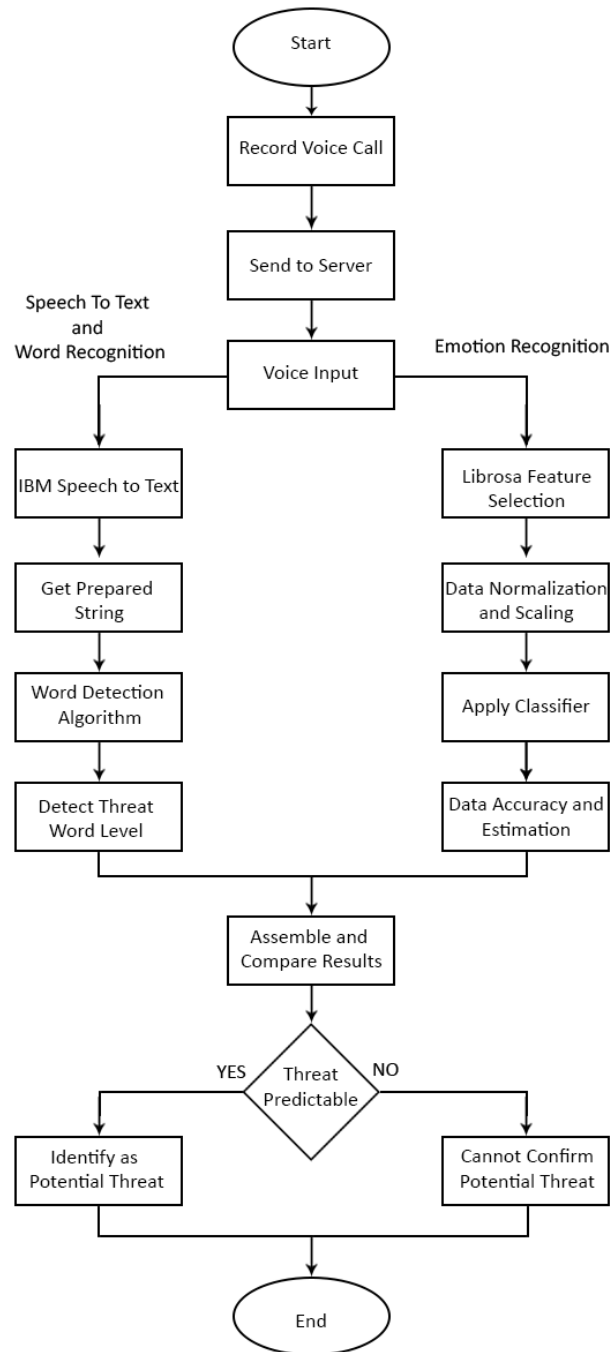 Start
Record Voice Call
Send to Server
Speech To Text
and
Word Recognition
Voice Input
Emotion Recognition
IBM Speech to Text
Get Prepared
String
Word Detection
Algorithm
Detect Threat
Word Level
Librosa Feature
Selection
Data Normalization
and Scaling
Apply Classifier
Data Accuracy and
Estimation
Assemble and
Compare Results
Threat
Predictable
YES
NO
Identify as
Potential Threat
Cannot Confirm
Potential Threat
End